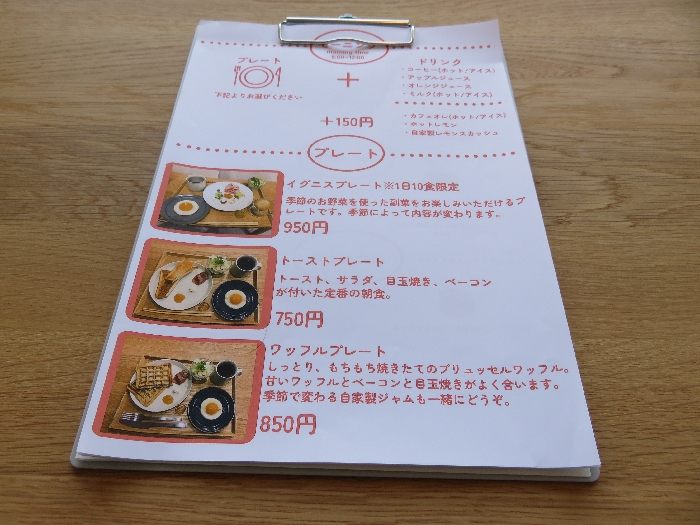 モーニング
morning time
プレート
下記よりお選びください
+
ドリンク
・コーヒー(ホット/アイス)
・アップルジュース
・オレンジジュース
・ミルク(ホット/アイス)
+150円
・カフェオレ(ホット/アイス)
・ホットレモン
・自家製レモンスカッシュ
プレート
イグニスプレート※1日10食限定
季節のお野菜を使った副菜をお楽しみいただけるプ
レートです。季節によって内容が変わります。
950円
トーストプレート
トースト、サラダ、目玉焼き、ベーコン
が付いた定番の朝食。
750円
ワッフルプレート
しっとり、もちもち焼きたてのブリュッセルワッフル。
甘いワッフルとベーコンと目玉焼きがよく合います。
季節で変わる自家製ジャムも一緒にどうぞ。
850円